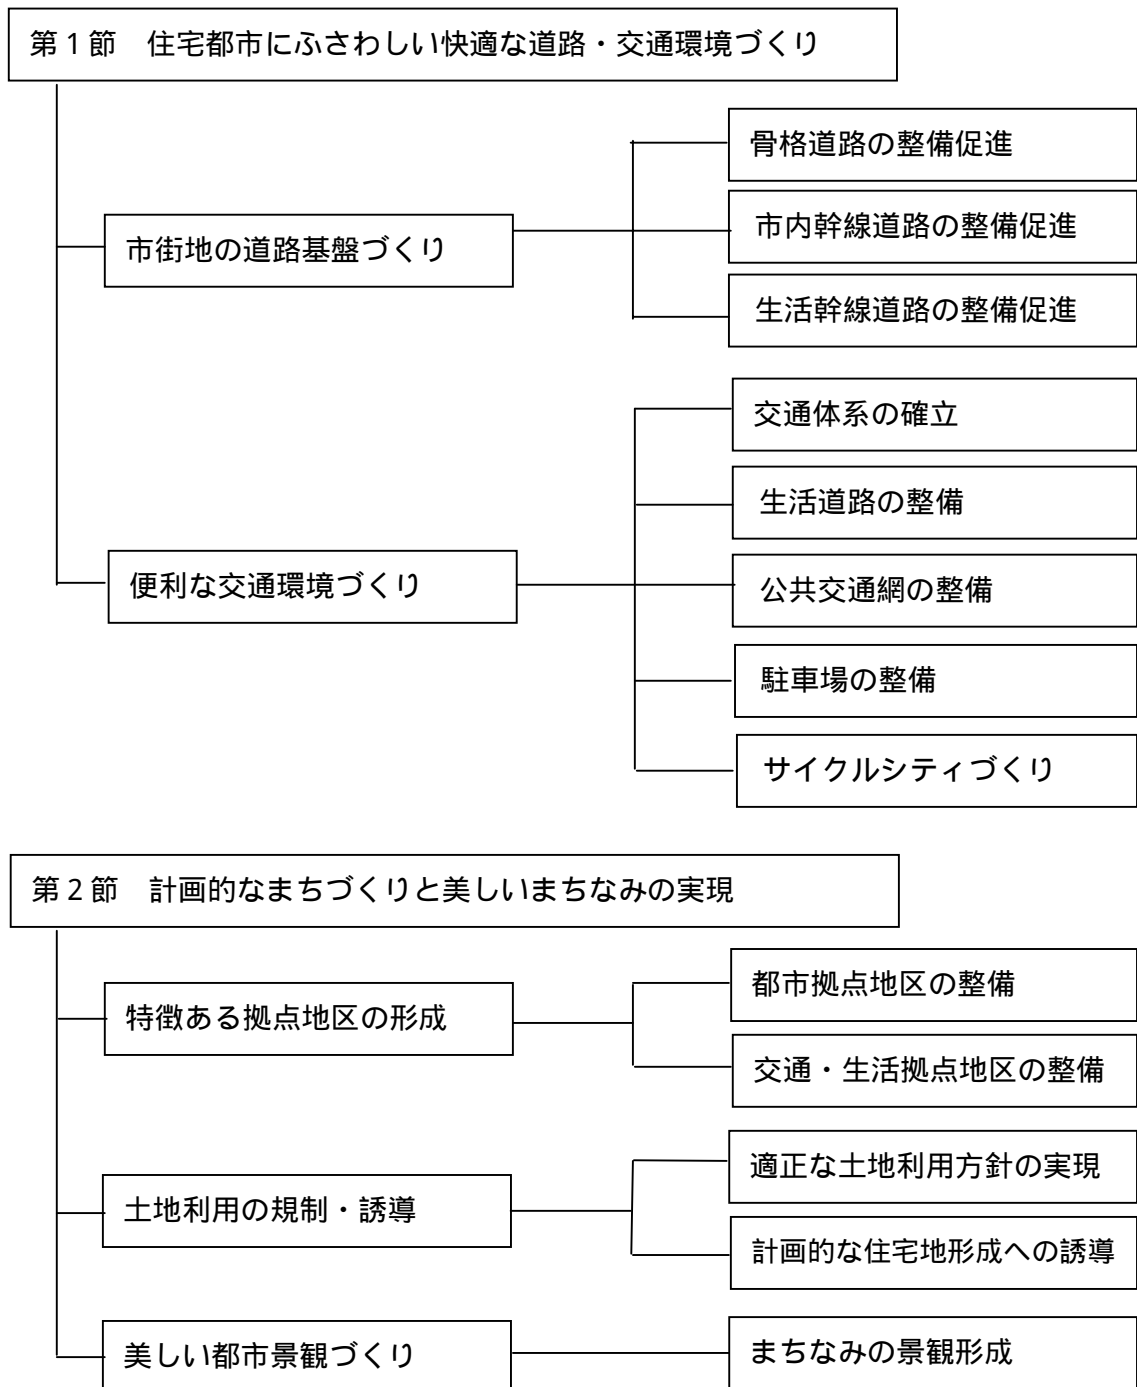 第1節　住宅都市にふさわしい快適な道路・交通環境づくり
市街地の道路基盤づくり
骨格道路の整備促進
市内幹線道路の整備促進
生活幹線道路の整備促進
便利な交通環境づくり
交通体系の確立
生活道路の整備
公共交通網の整備
駐車場の整備
サイクルシティづくり
第2節　計画的なまちづくりと美しいまちなみの実現
特徴ある拠点地区の形成
都市拠点地区の整備
交通・生活拠点地区の整備
土地利用の規制・誘導
適正な土地利用方針の実現
計画的な住宅地形成への誘導
美しい都市景観づくり
まちなみの景観形成